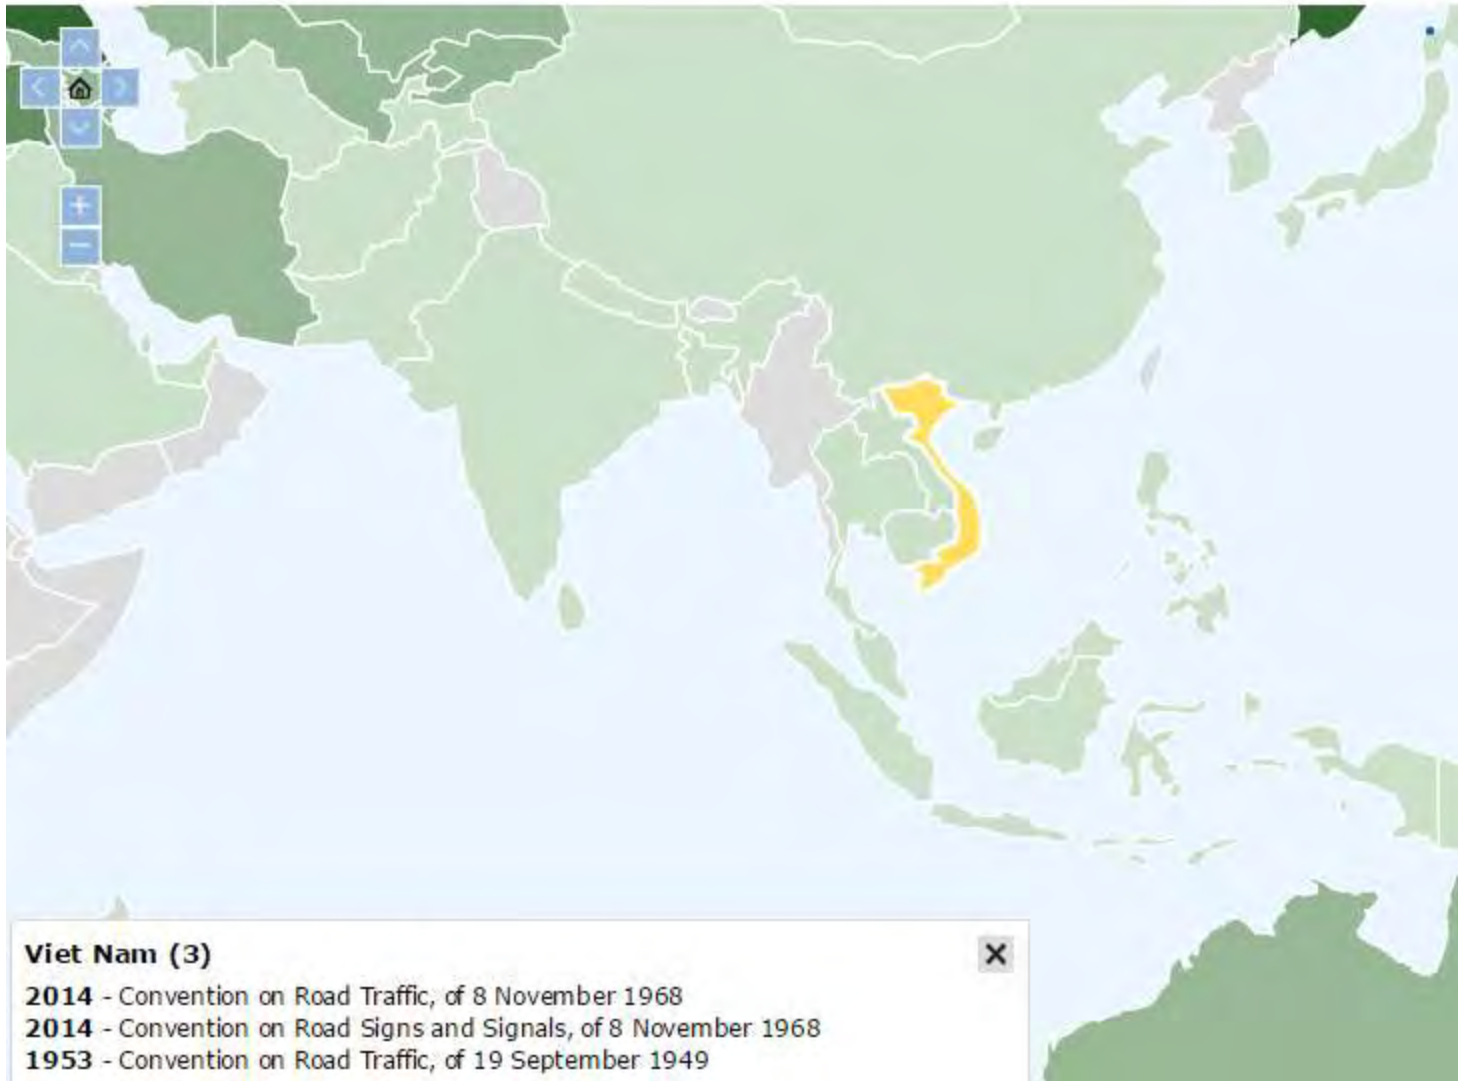 Viet Nam (3)
2014 - Convention on Road Traffic, of 8 November 1968
2014 - Convention on Road Signs and Signals, of 8 November 1968
1953 - Convention on Road Traffic, of 19 September 1949